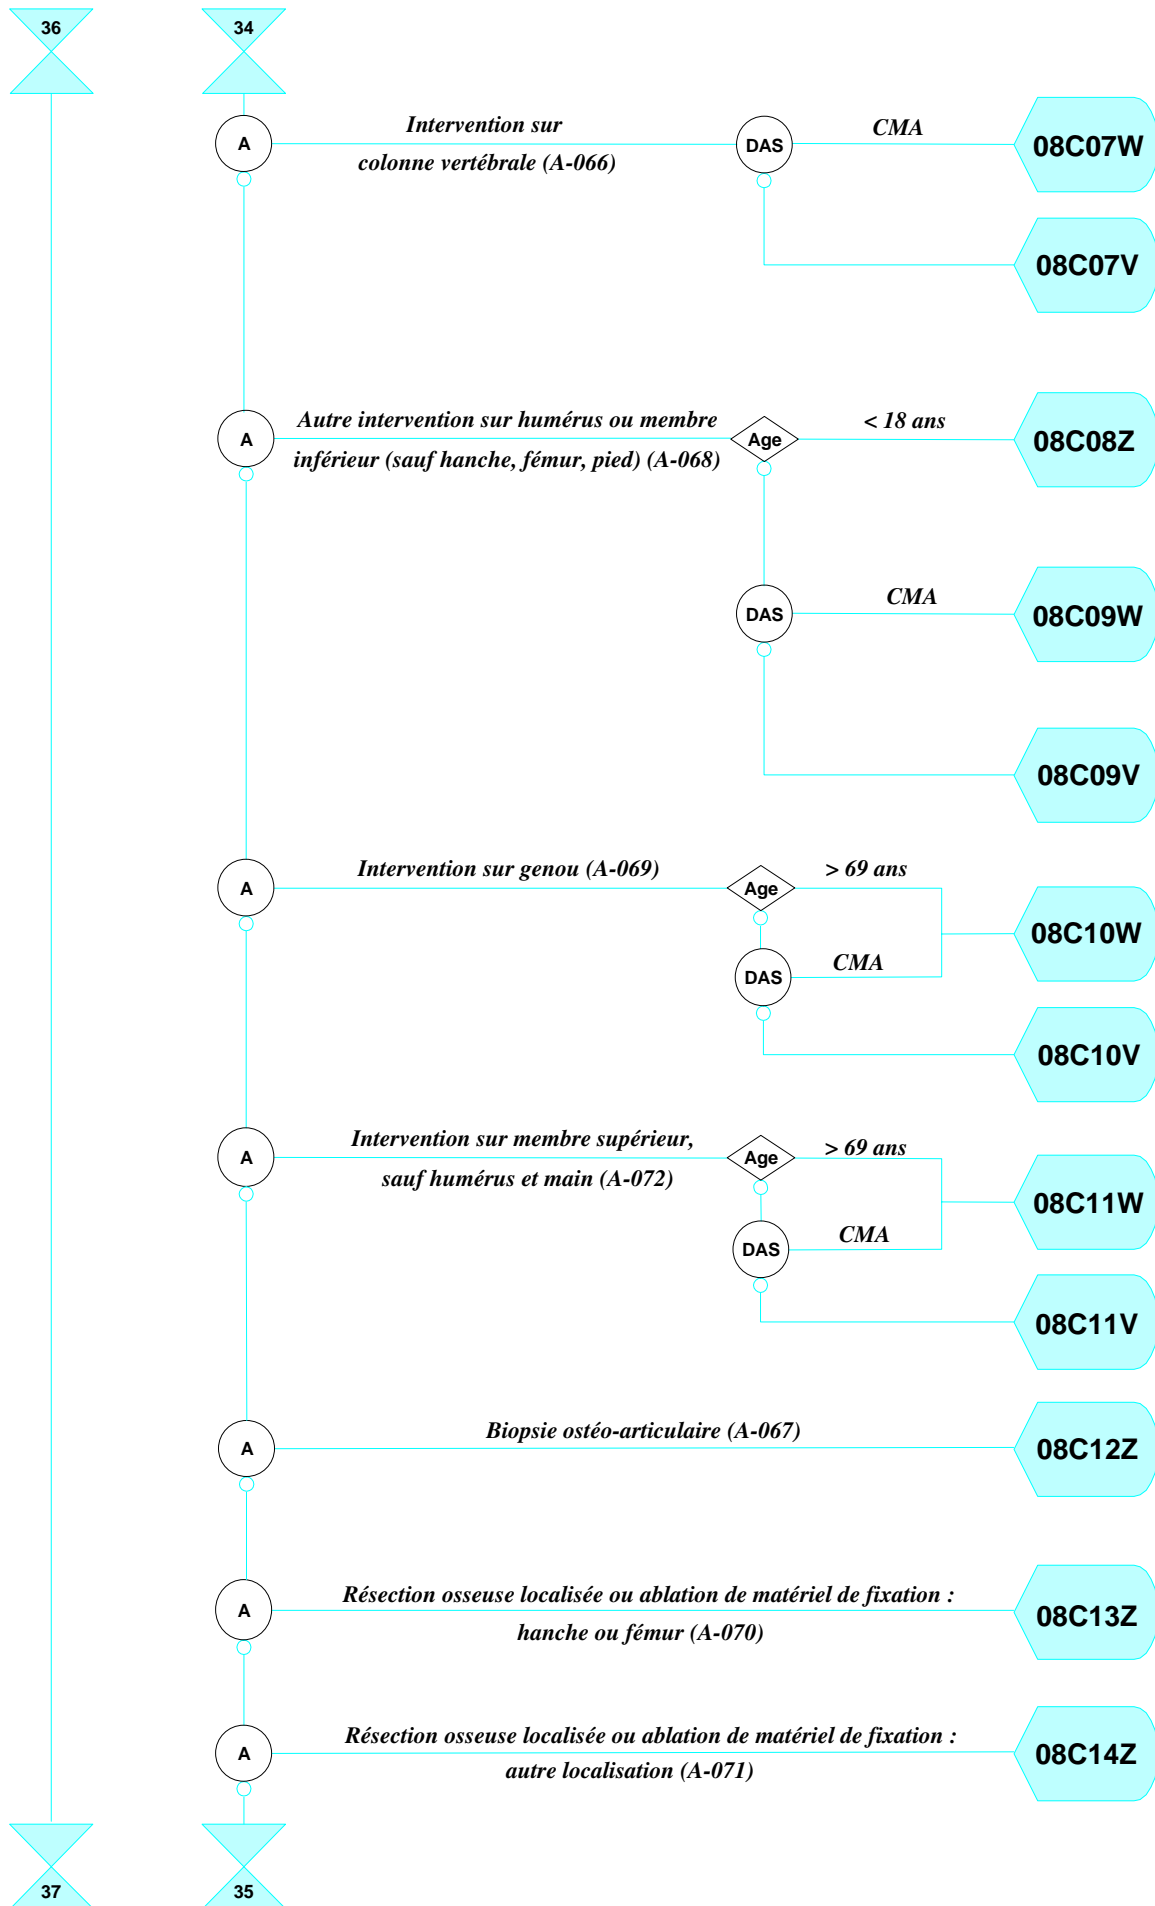 36
34
A
Intervention sur
colonne vertébrale (A-066)
DAS
CMA
08C07W
08C07V
A
Autre intervention sur humérus ou membre
inférieur (sauf hanche, fémur, pied) (A-068)
Age
< 18 ans
08C08Z
DAS
CMA
08C09W
08C09V
A
Intervention sur genou (A-069)
Age
> 69 ans
08C10W
DAS
CMA
08C10V
A
Intervention sur membre supérieur,
sauf humérus et main (A-072)
Age
> 69 ans
08C11W
DAS
CMA
08C11V
A
Biopsie ostéo-articulaire (A-067)
08C12Z
A
Résection osseuse localisée ou ablation de matériel de fixation :
hanche ou fémur (A-070)
08C13Z
A
Résection osseuse localisée ou ablation de matériel de fixation :
autre localisation (A-071)
08C14Z
37
35